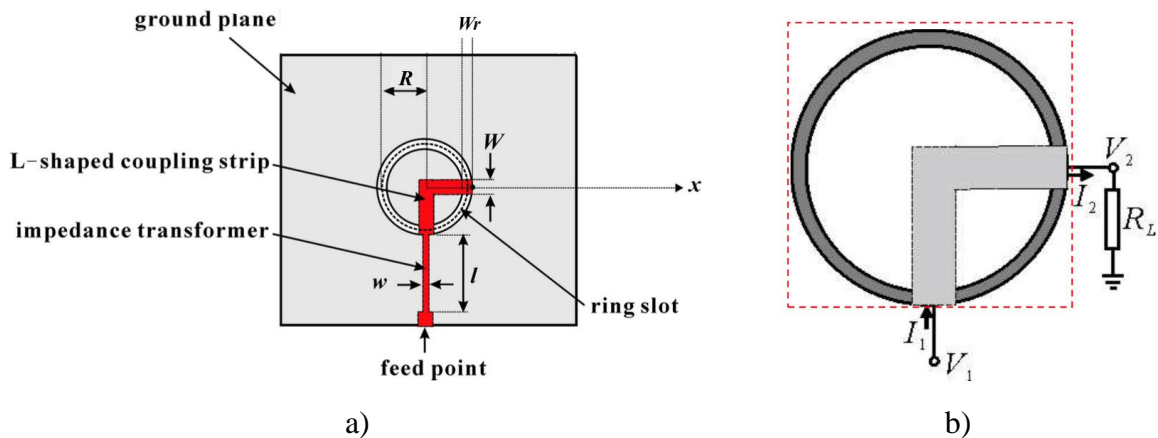 ground plane
Wr
R
W
L-shaped coupling strip
x
impedance transformer
w
l
ring slot
feed point
V2
I2
RL
I1
V1
a)
b)